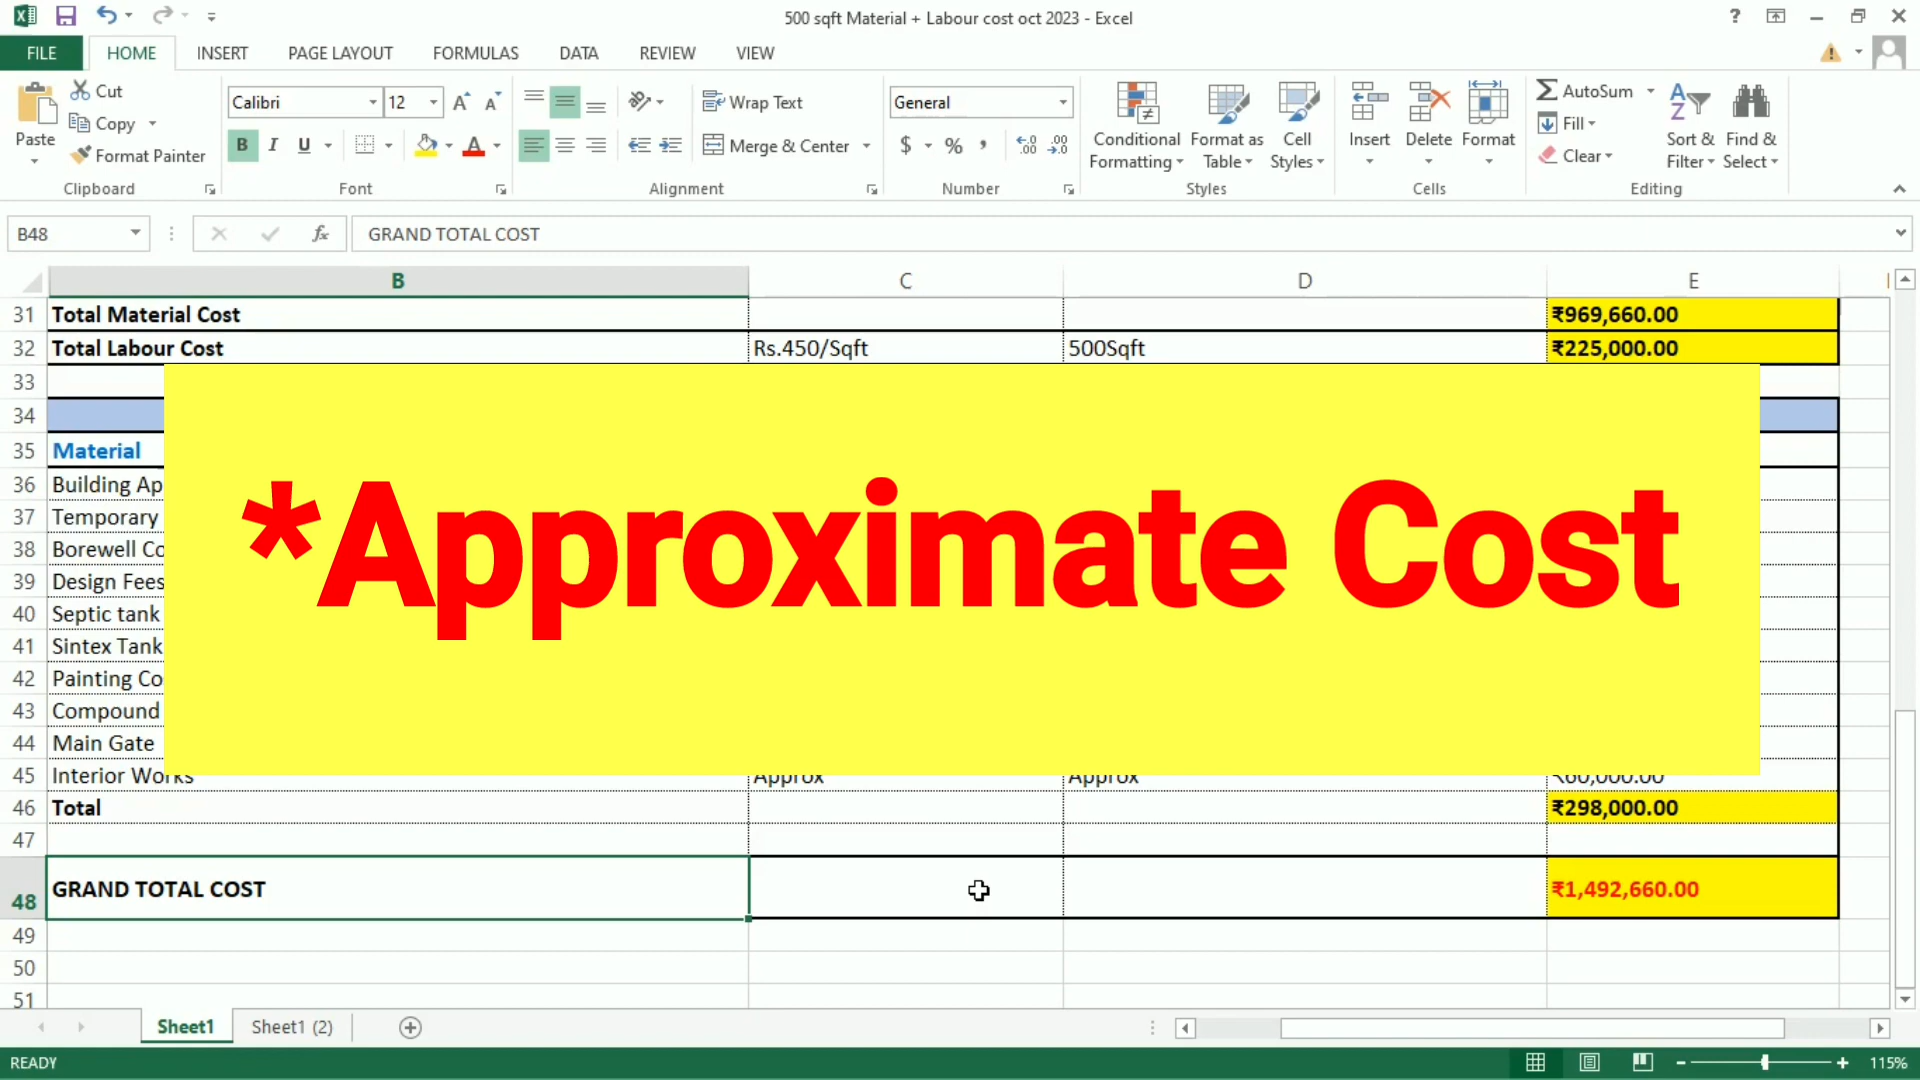 500 sqft Material + Labour cost oct 2023 - Excel
?
FILE HOME INSERT PAGE LAYOUT FORMULAS DATA REVIEW VIEW
Paste
Cut
Copy
Format Painter
Clipboard
Calibri 12
B I U
Font
Wrap Text
Merge & Center
Alignment
General
$ % ,
Number
Conditional Formatting
Format as Table
Cell Styles
Styles
Insert
Delete
Format
Cells
AutoSum
Fill
Clear
Sort & Filter
Find & Select
Editing
B48 fx GRAND TOTAL COST
B C D E
31 Total Material Cost ₹969,660.00
32 Total Labour Cost Rs.450/Sqft 500Sqft ₹225,000.00
33
34
35 Material
36 Building Ap
37 Temporary
38 Borewell Co
39 Design Fees
40 Septic tank
41 Sintex Tank
42 Painting Co
43 Compound
44 Main Gate
45 Interior Works Approx Approx ₹60,000.00
46 Total ₹298,000.00
47
48 GRAND TOTAL COST ₹1,492,660.00
49
50
51
*Approximate Cost
Sheet1 Sheet1 (2)
READY 115%